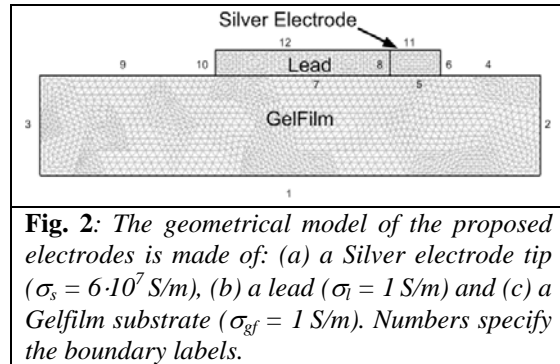 Silver Electrode
12 11
9 10 Lead 8 6 4
7 5
GelFilm
3 2
1
Fig. 2: The geometrical model of the proposed
electrodes is made of: (a) a Silver electrode tip
(σs = 6·10⁷ S/m), (b) a lead (σl = 1 S/m) and (c) a
Gelfilm substrate (σgf = 1 S/m). Numbers specify
the boundary labels.